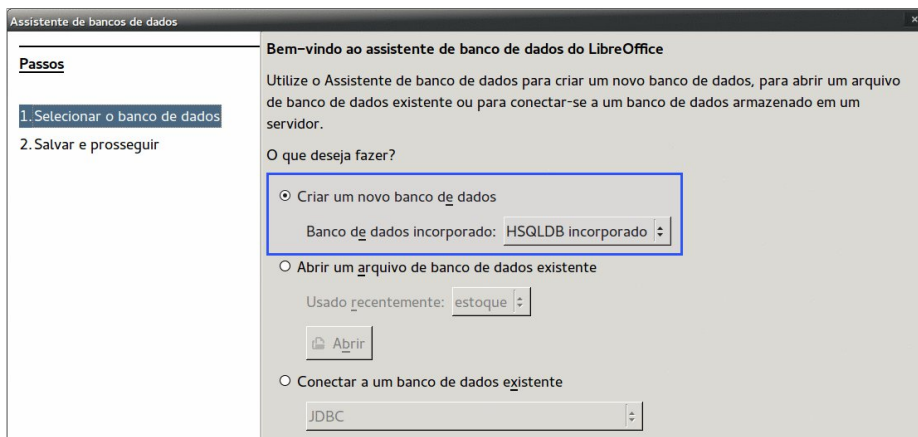 Assistente de bancos de dados
Passos
1. Selecionar o banco de dados
2. Salvar e prosseguir
Bem-vindo ao assistente de banco de dados do LibreOffice
Utilize o Assistente de banco de dados para criar um novo banco de dados, para abrir um arquivo
de banco de dados existente ou para conectar-se a um banco de dados armazenado em um
servidor.
O que deseja fazer?
Criar um novo banco de dados
Banco de dados incorporado: HSQLDB incorporado
Abrir um arquivo de banco de dados existente
Usado recentemente: estoque
Abrir
Conectar a um banco de dados existente
JDBC